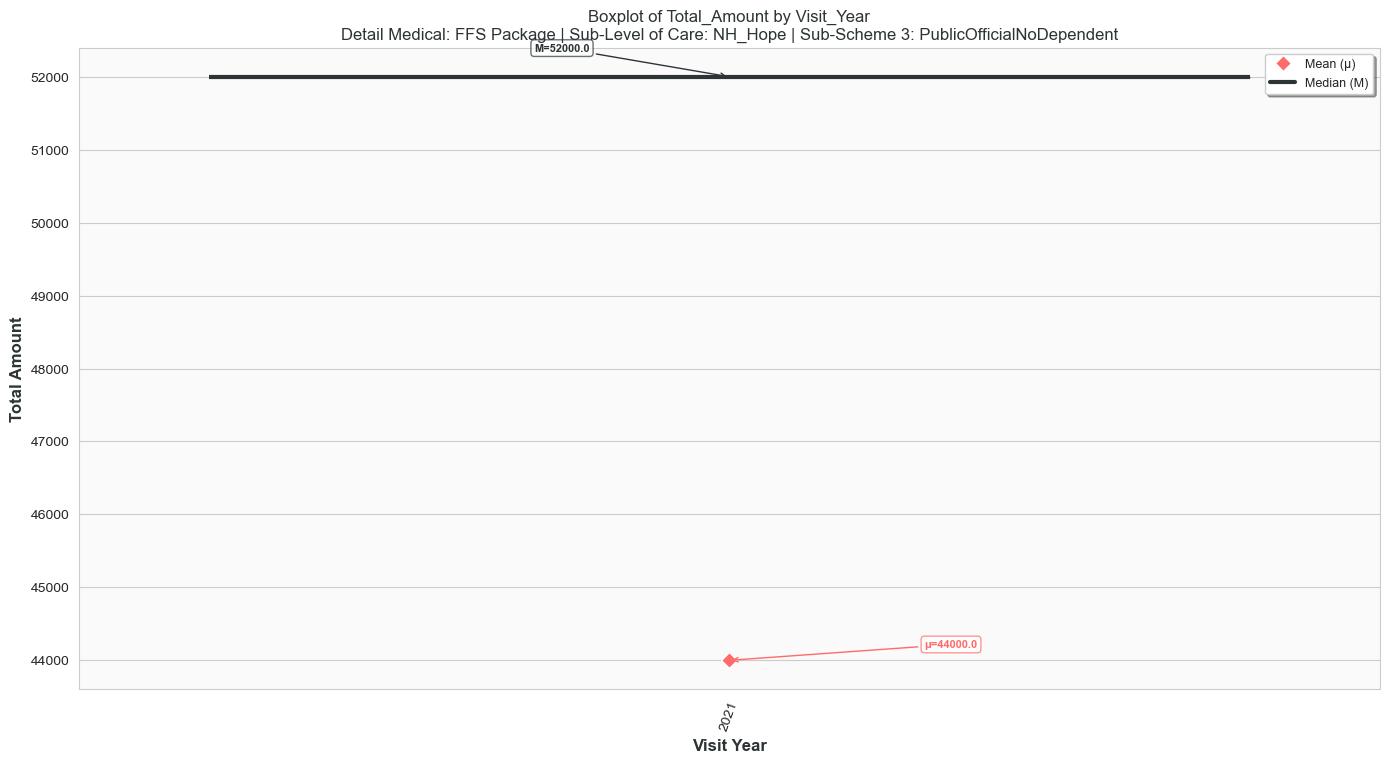 Boxplot of Total_Amount by Visit_Year
Detail Medical: FFS Package | Sub-Level of Care: NH_Hope | Sub-Scheme 3: PublicOfficialNoDependent
M=52000.0
Mean (μ)
Median (M)
52000
51000
50000
49000
48000
47000
46000
45000
44000
Total Amount
μ=44000.0
2021
Visit Year